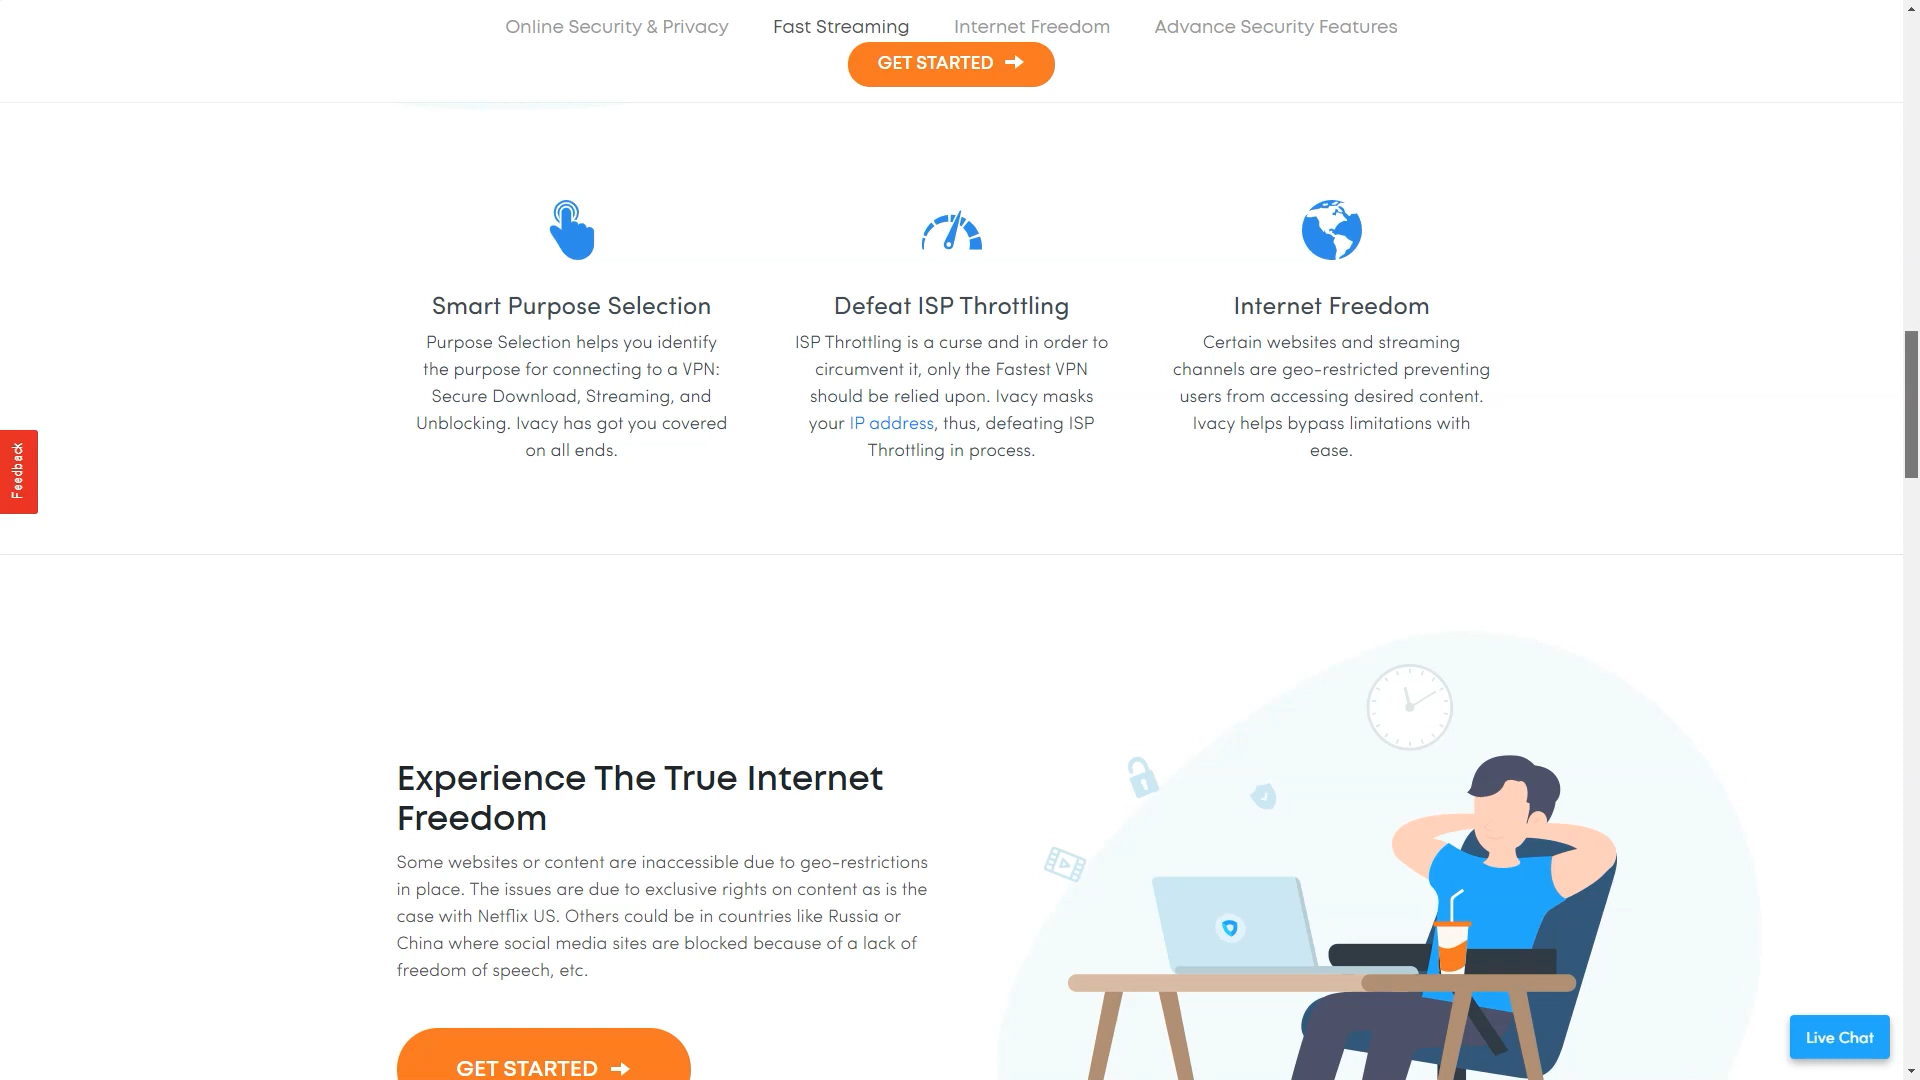 Online Security & Privacy Fast Streaming Internet Freedom Advance Security Features
GET STARTED
Smart Purpose Selection
Purpose Selection helps you identify
the purpose for connecting to a VPN:
Secure Download, Streaming, and
Unblocking. Ivacy has got you covered
on all ends.
Defeat ISP Throttling
ISP Throttling is a curse and in order to
circumvent it, only the Fastest VPN
should be relied upon. Ivacy masks
your IP address, thus, defeating ISP
Throttling in process.
Internet Freedom
Certain websites and streaming
channels are geo-restricted preventing
users from accessing desired content.
Ivacy helps bypass limitations with
ease.
Feedback
Experience The True Internet
Freedom
Some websites or content are inaccessible due to geo-restrictions
in place. The issues are due to exclusive rights on content as is the
case with Netflix US. Others could be in countries like Russia or
China where social media sites are blocked because of a lack of
freedom of speech, etc.
GET STARTED
Live Chat